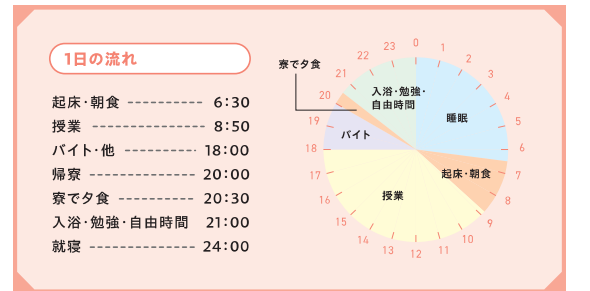 1日の流れ
起床・朝食 6:30
授業 8:50
バイト・他 18:00
帰寮 20:00
寮で夕食 20:30
入浴・勉強・自由時間 21:00
就寝 24:00
寮で夕食
入浴・勉強・
自由時間
睡眠
バイト
起床・朝食
授業
0
1
2
3
4
5
6
7
8
9
10
11
12
13
14
15
16
17
18
19
20
21
22
23